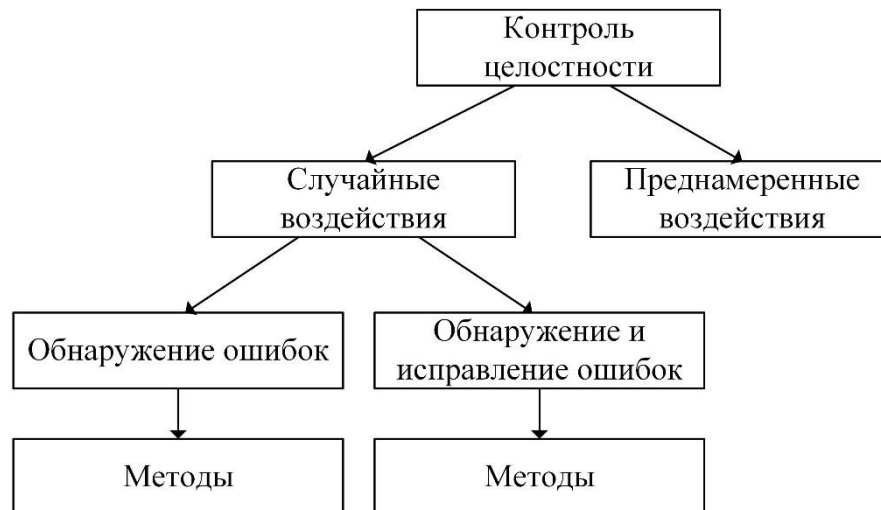 Контроль
целостности
Случайные
воздействия
Преднамеренные
воздействия
Обнаружение ошибок
Обнаружение и
исправление ошибок
Методы
Методы